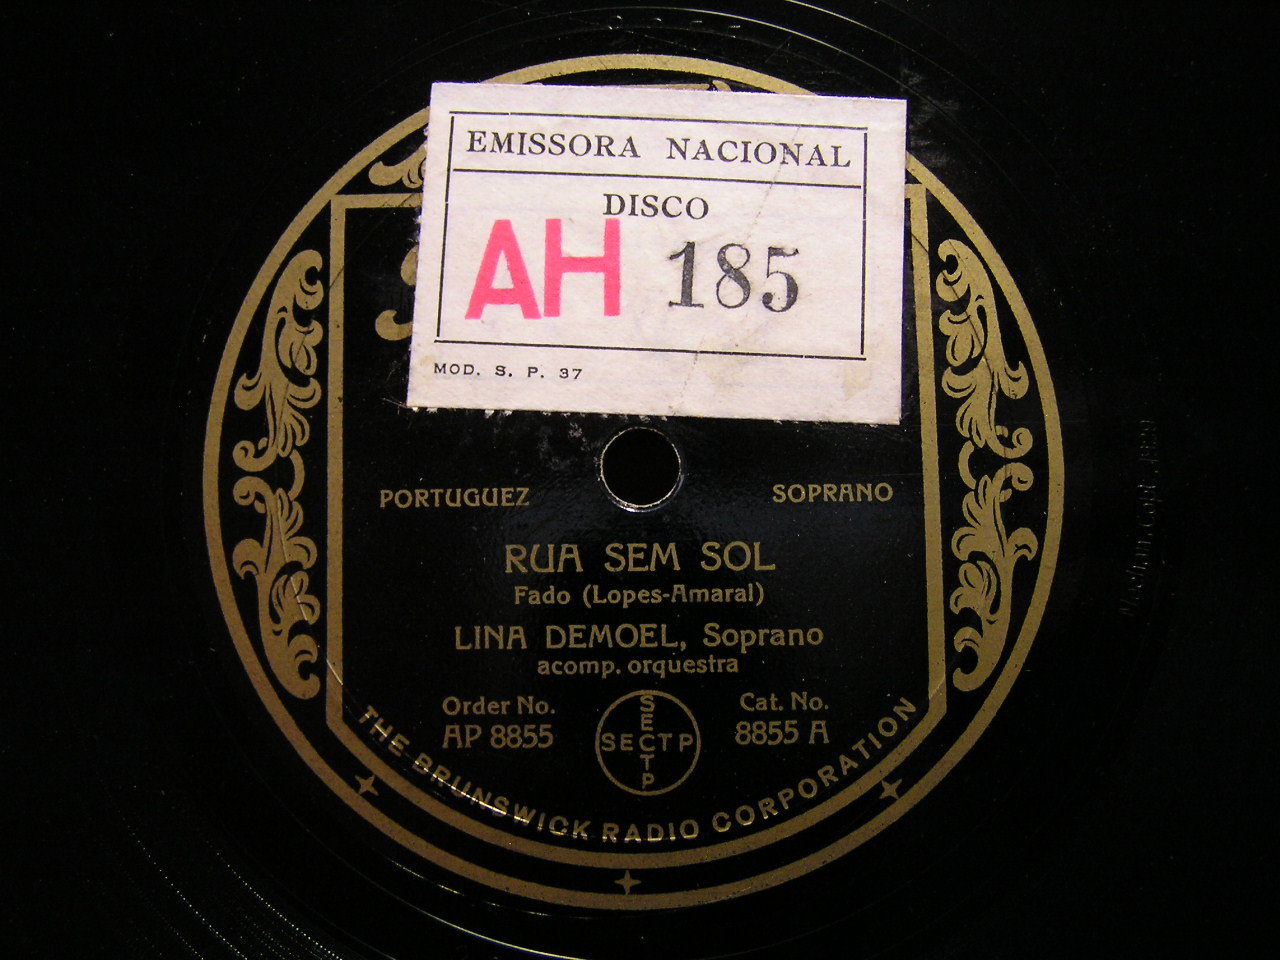 EMISSORA NACIONAL
DISCO
AH 185
MOD. S. P. 37
PORTUGUEZ SOPRANO
RUA SEM SOL
Fado (Lopes-Amaral)
LINA DEMOEL, Soprano
acomp. orquestra
Order No. Cat. No.
AP 8855 8855 A
SECTP
SECTP
THE BRUNSWICK RADIO CORPORATION